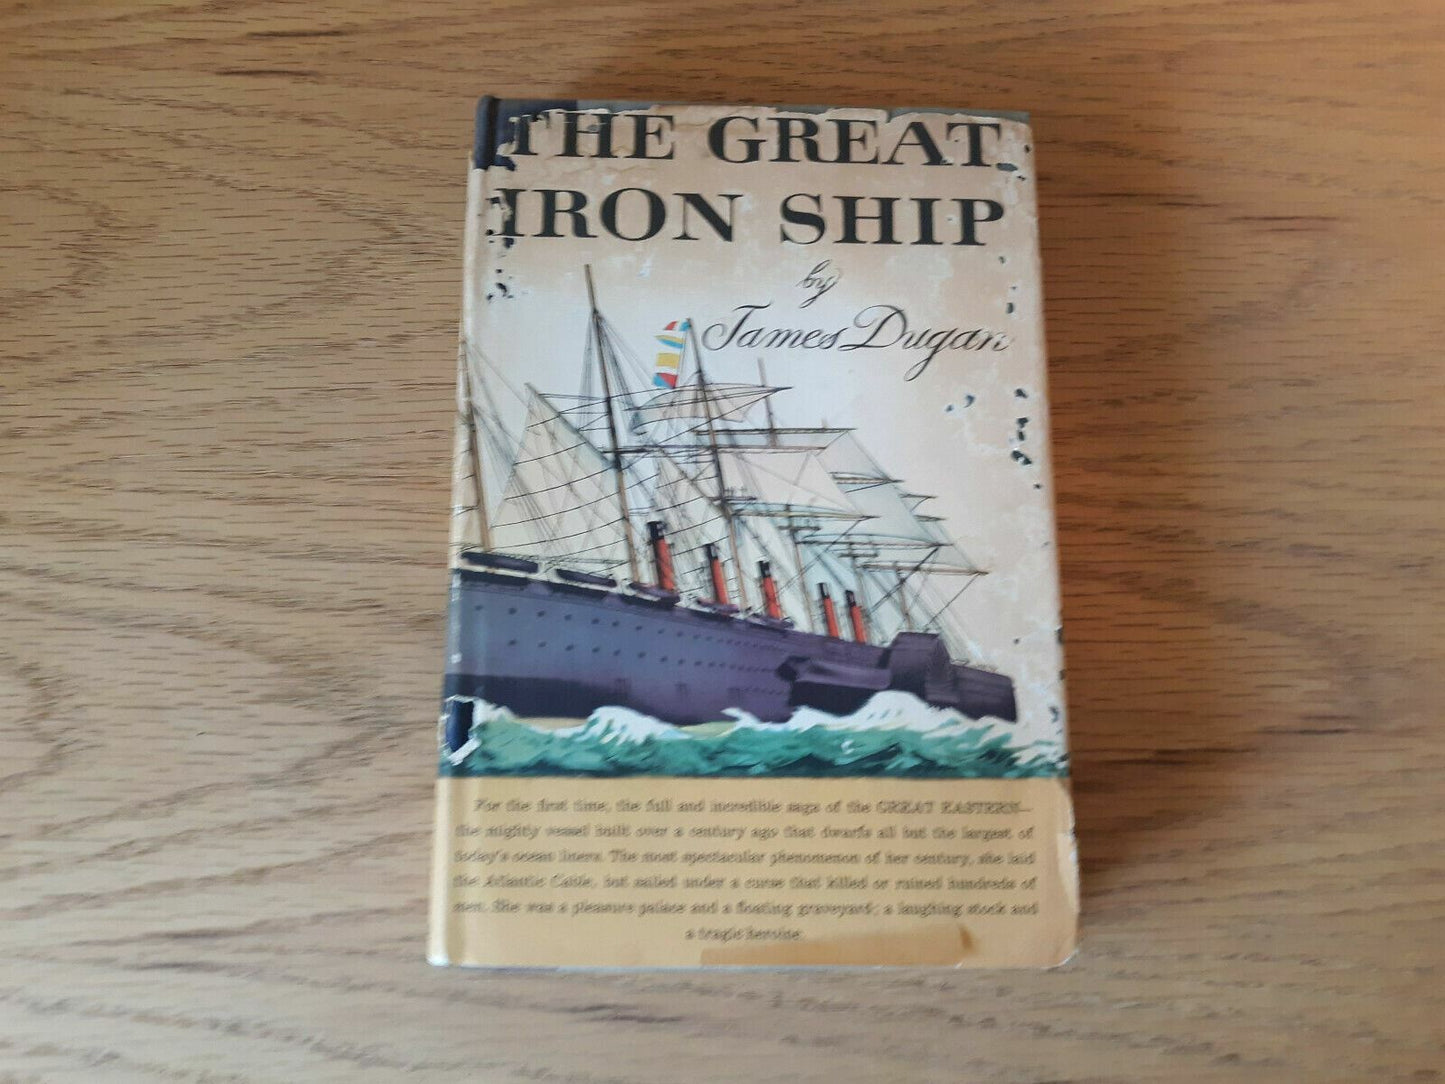 THE GREAT
IRON SHIP
by
James Dugan
For the first time, the full and incredible saga of the GREAT EASTERN—
the mighty vessel built over a century ago that dwarfs all but the largest of
today's ocean liners. The most spectacular phenomenon of her century, she laid
the Atlantic Cable, but sailed under a curse that killed or ruined hundreds of
men. She was a pleasure palace and a floating graveyard; a laughing stock and
a tragic heroine.